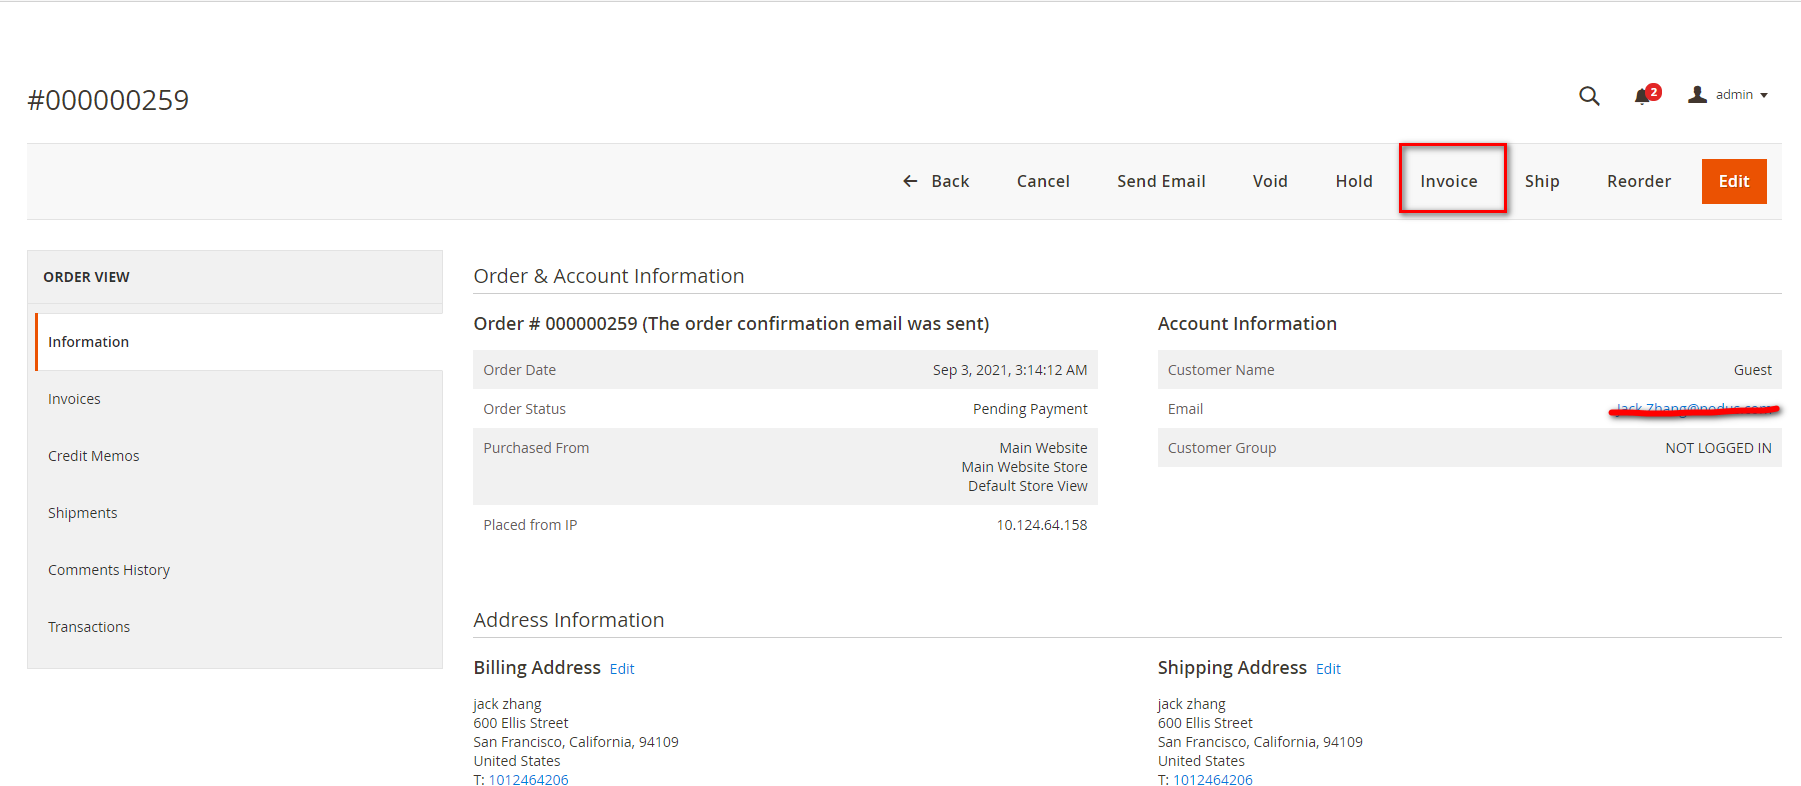 #000000259
2
admin
Back
Cancel
Send Email
Void
Hold
Invoice
Ship
Reorder
Edit
ORDER VIEW
Information
Invoices
Credit Memos
Shipments
Comments History
Transactions
Order & Account Information
Order # 000000259 (The order confirmation email was sent)
Order Date Sep 3, 2021, 3:14:12 AM
Order Status Pending Payment
Purchased From Main Website
Main Website Store
Default Store View
Placed from IP 10.124.64.158
Account Information
Customer Name Guest
Email
Customer Group NOT LOGGED IN
Address Information
Billing Address Edit
jack zhang
600 Ellis Street
San Francisco, California, 94109
United States
T: 1012464206
Shipping Address Edit
jack zhang
600 Ellis Street
San Francisco, California, 94109
United States
T: 1012464206